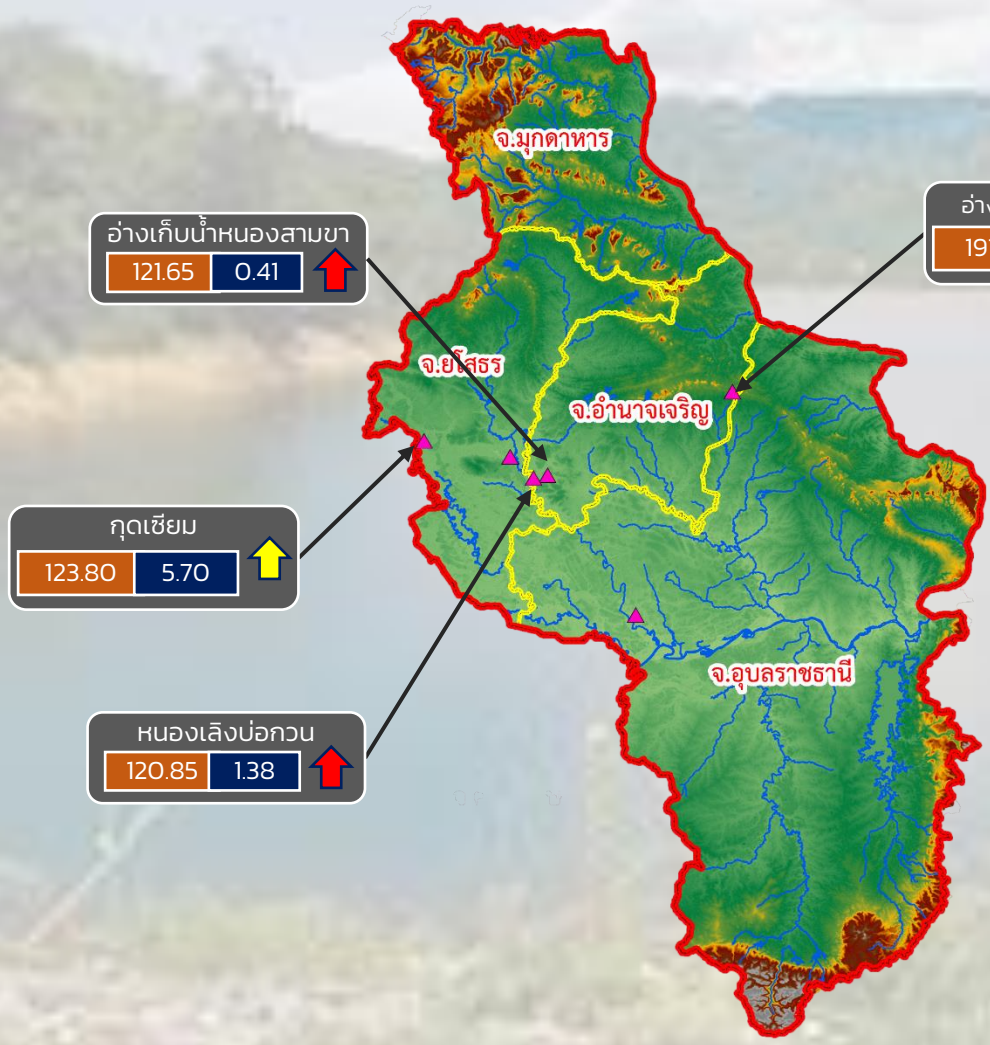 จ.มุกดาหาร
อ่างเก็บน้ำหนองสามขา
121.65 0.41
อ่าง
จ.ยโสธร
จ.อำนาจเจริญ
กุดเซียม
123.80 5.70
จ.อุบลราชธานี
หนองเลิงบ่อกวน
120.85 1.38